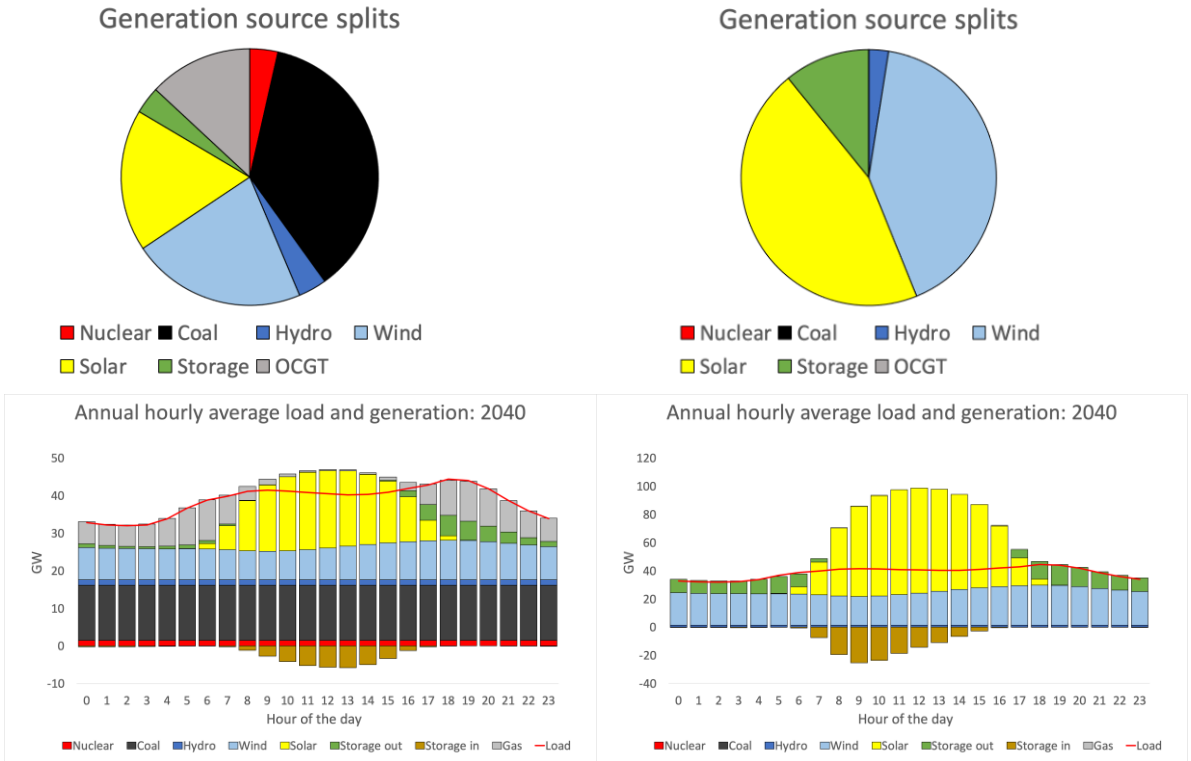 Generation source splits
Nuclear Coal Hydro Wind
Solar Storage OCGT
Generation source splits
Nuclear Coal Hydro Wind
Solar Storage OCGT
Annual hourly average load and generation: 2040
50
40
30
20
10
0
-10
GW
0 1 2 3 4 5 6 7 8 9 10 11 12 13 14 15 16 17 18 19 20 21 22 23
Hour of the day
Nuclear Coal Hydro Wind Solar Storage out Storage in Gas Load
Annual hourly average load and generation: 2040
120
100
80
60
40
20
0
-20
-40
GW
0 1 2 3 4 5 6 7 8 9 10 11 12 13 14 15 16 17 18 19 20 21 22 23
Hour of the day
Nuclear Coal Hydro Wind Solar Storage out Storage in Gas Load